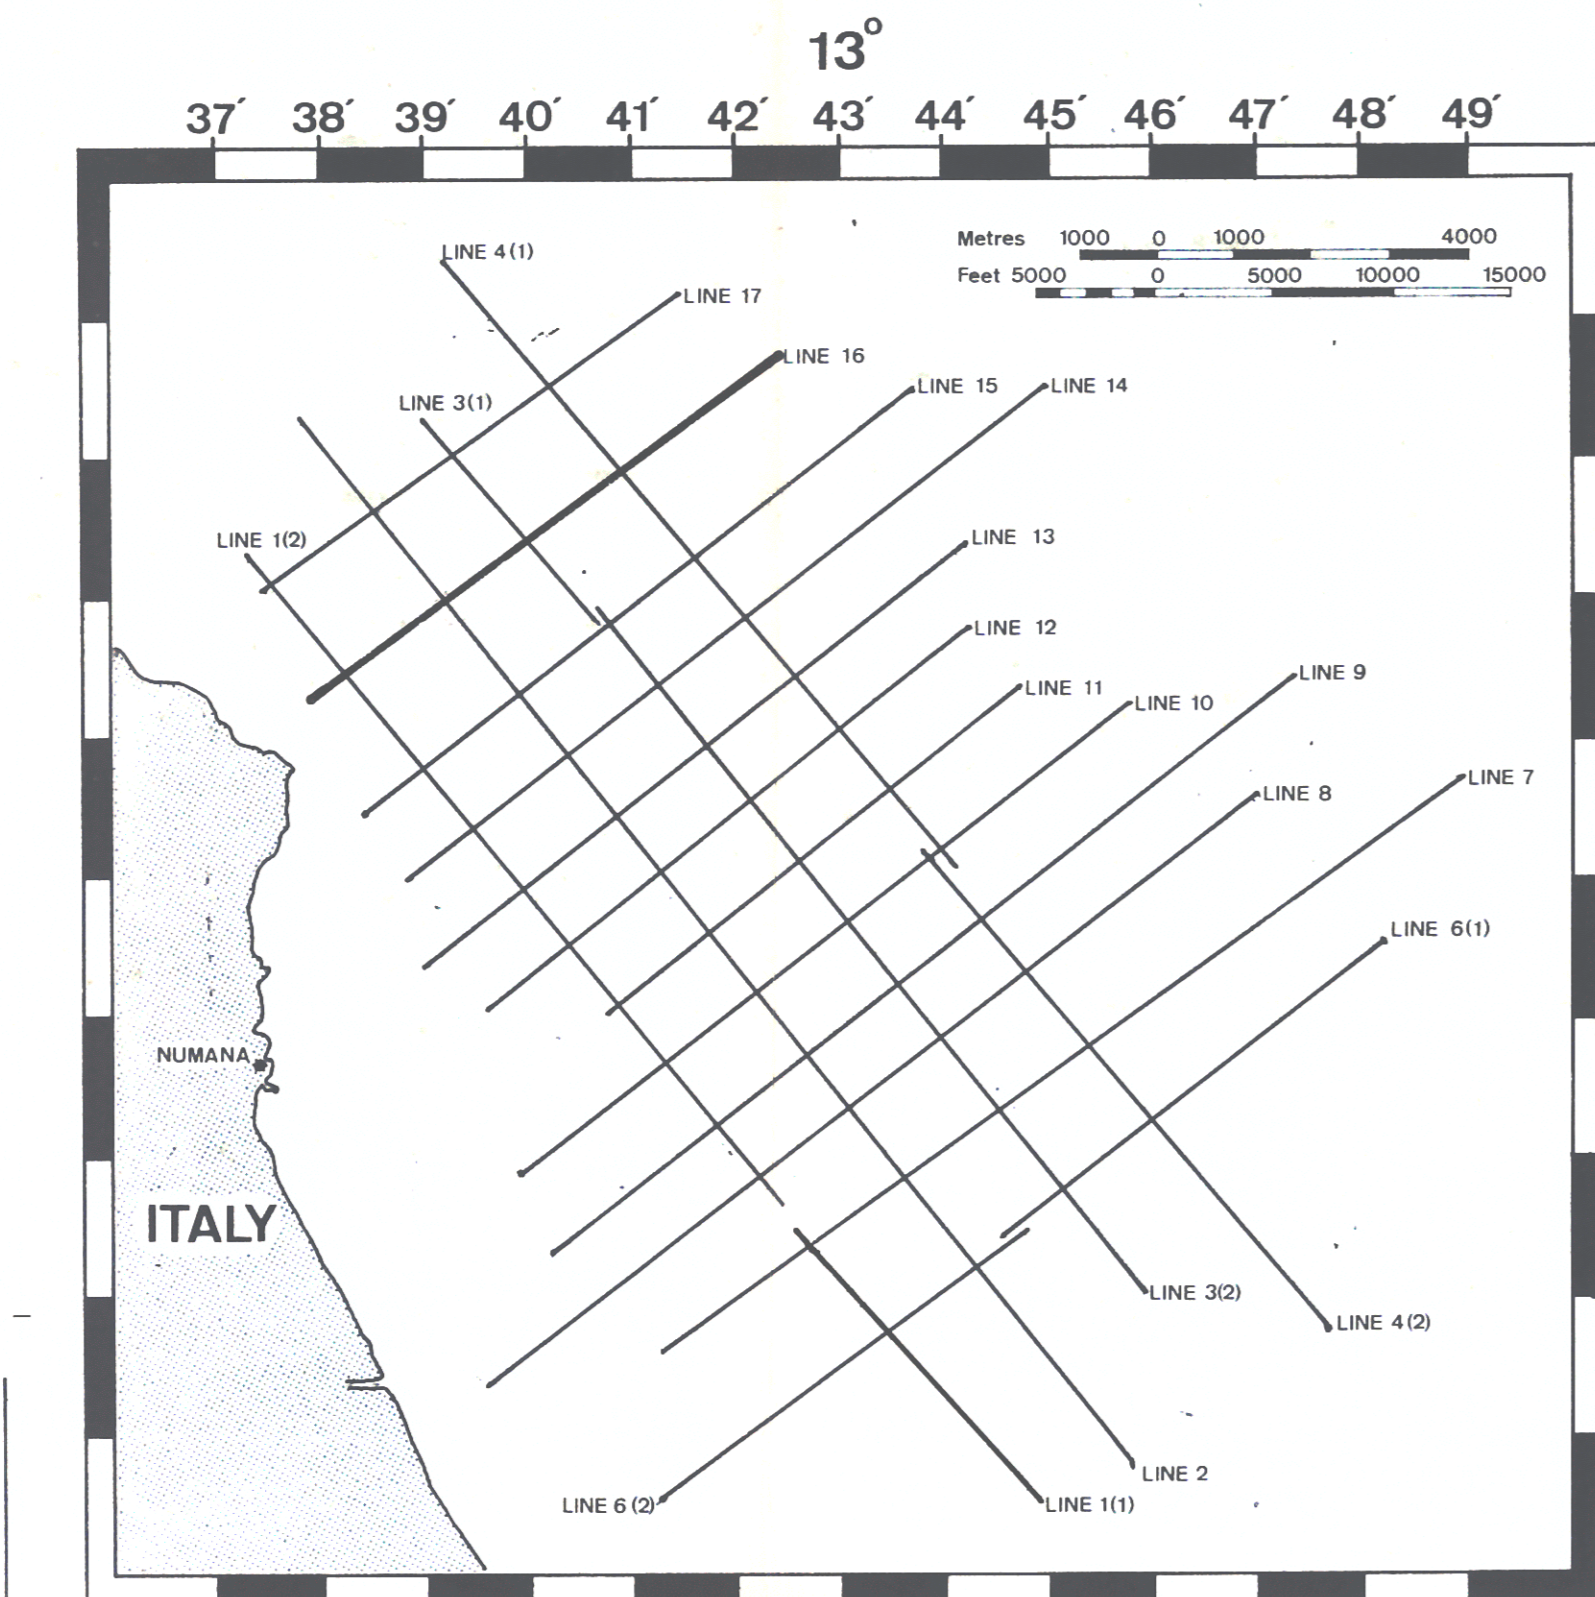 13°
37′ 38′ 39′ 40′ 41′ 42′ 43′ 44′ 45′ 46′ 47′ 48′ 49′
Metres 1000 0 1000 4000
Feet 5000 0 5000 10000 15000
LINE 4(1)
LINE 17
LINE 16
LINE 15
LINE 14
LINE 3(1)
LINE 1(2)
LINE 13
LINE 12
LINE 11
LINE 10
LINE 9
LINE 7
LINE 8
LINE 6(1)
NUMANA
ITALY
LINE 3(2)
LINE 4(2)
LINE 2
LINE 6(2)
LINE 1(1)